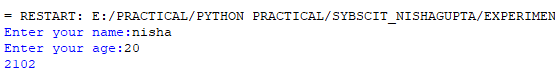 = RESTART: E:/PRACTICAL/PYTHON PRACTICAL/SYBSCIT_NISHAGUPTA/EXPERIMEN
Enter your name:nisha
Enter your age:20
2102